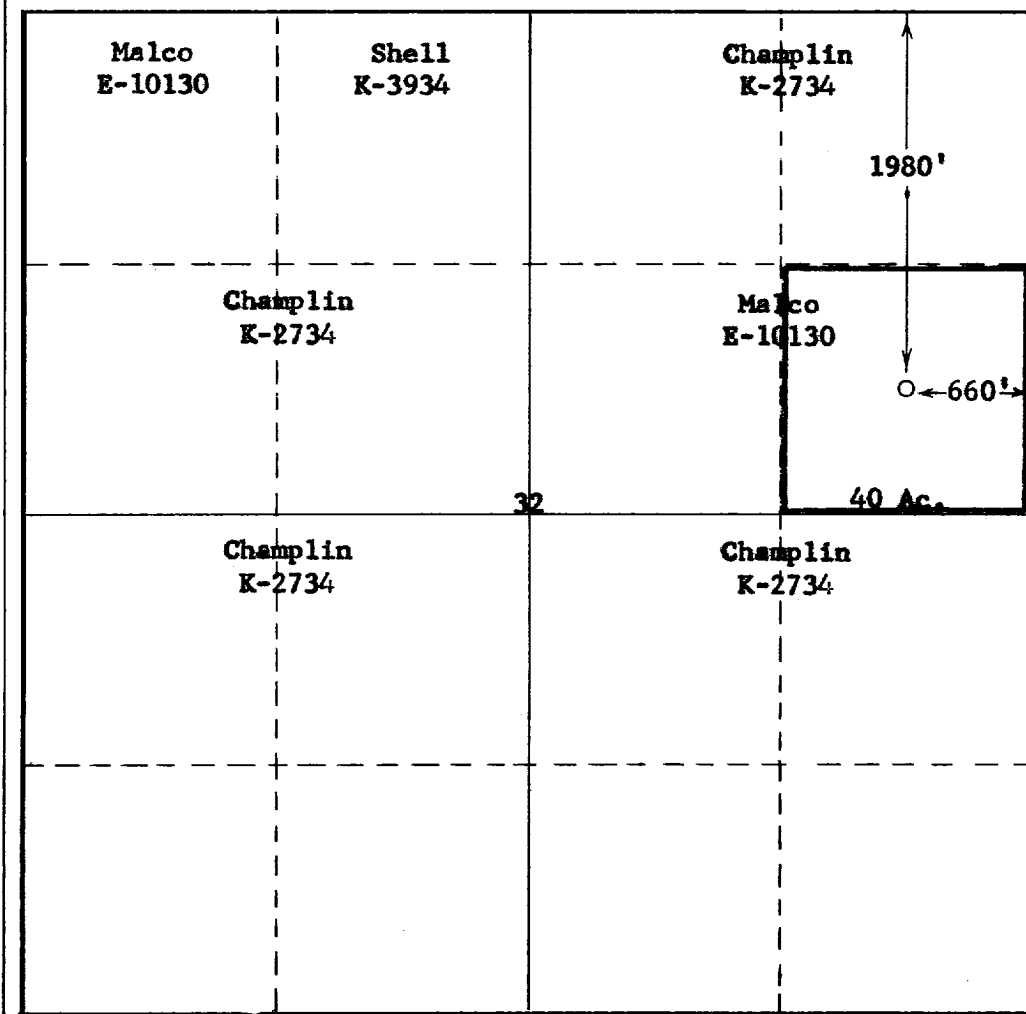 Malco
E-10130
Shell
K-3934
Champlin
K-2734
1980'
Champlin
K-2734
Malco
E-10130
660'
40 Ac.
32
Champlin
K-2734
Champlin
K-2734